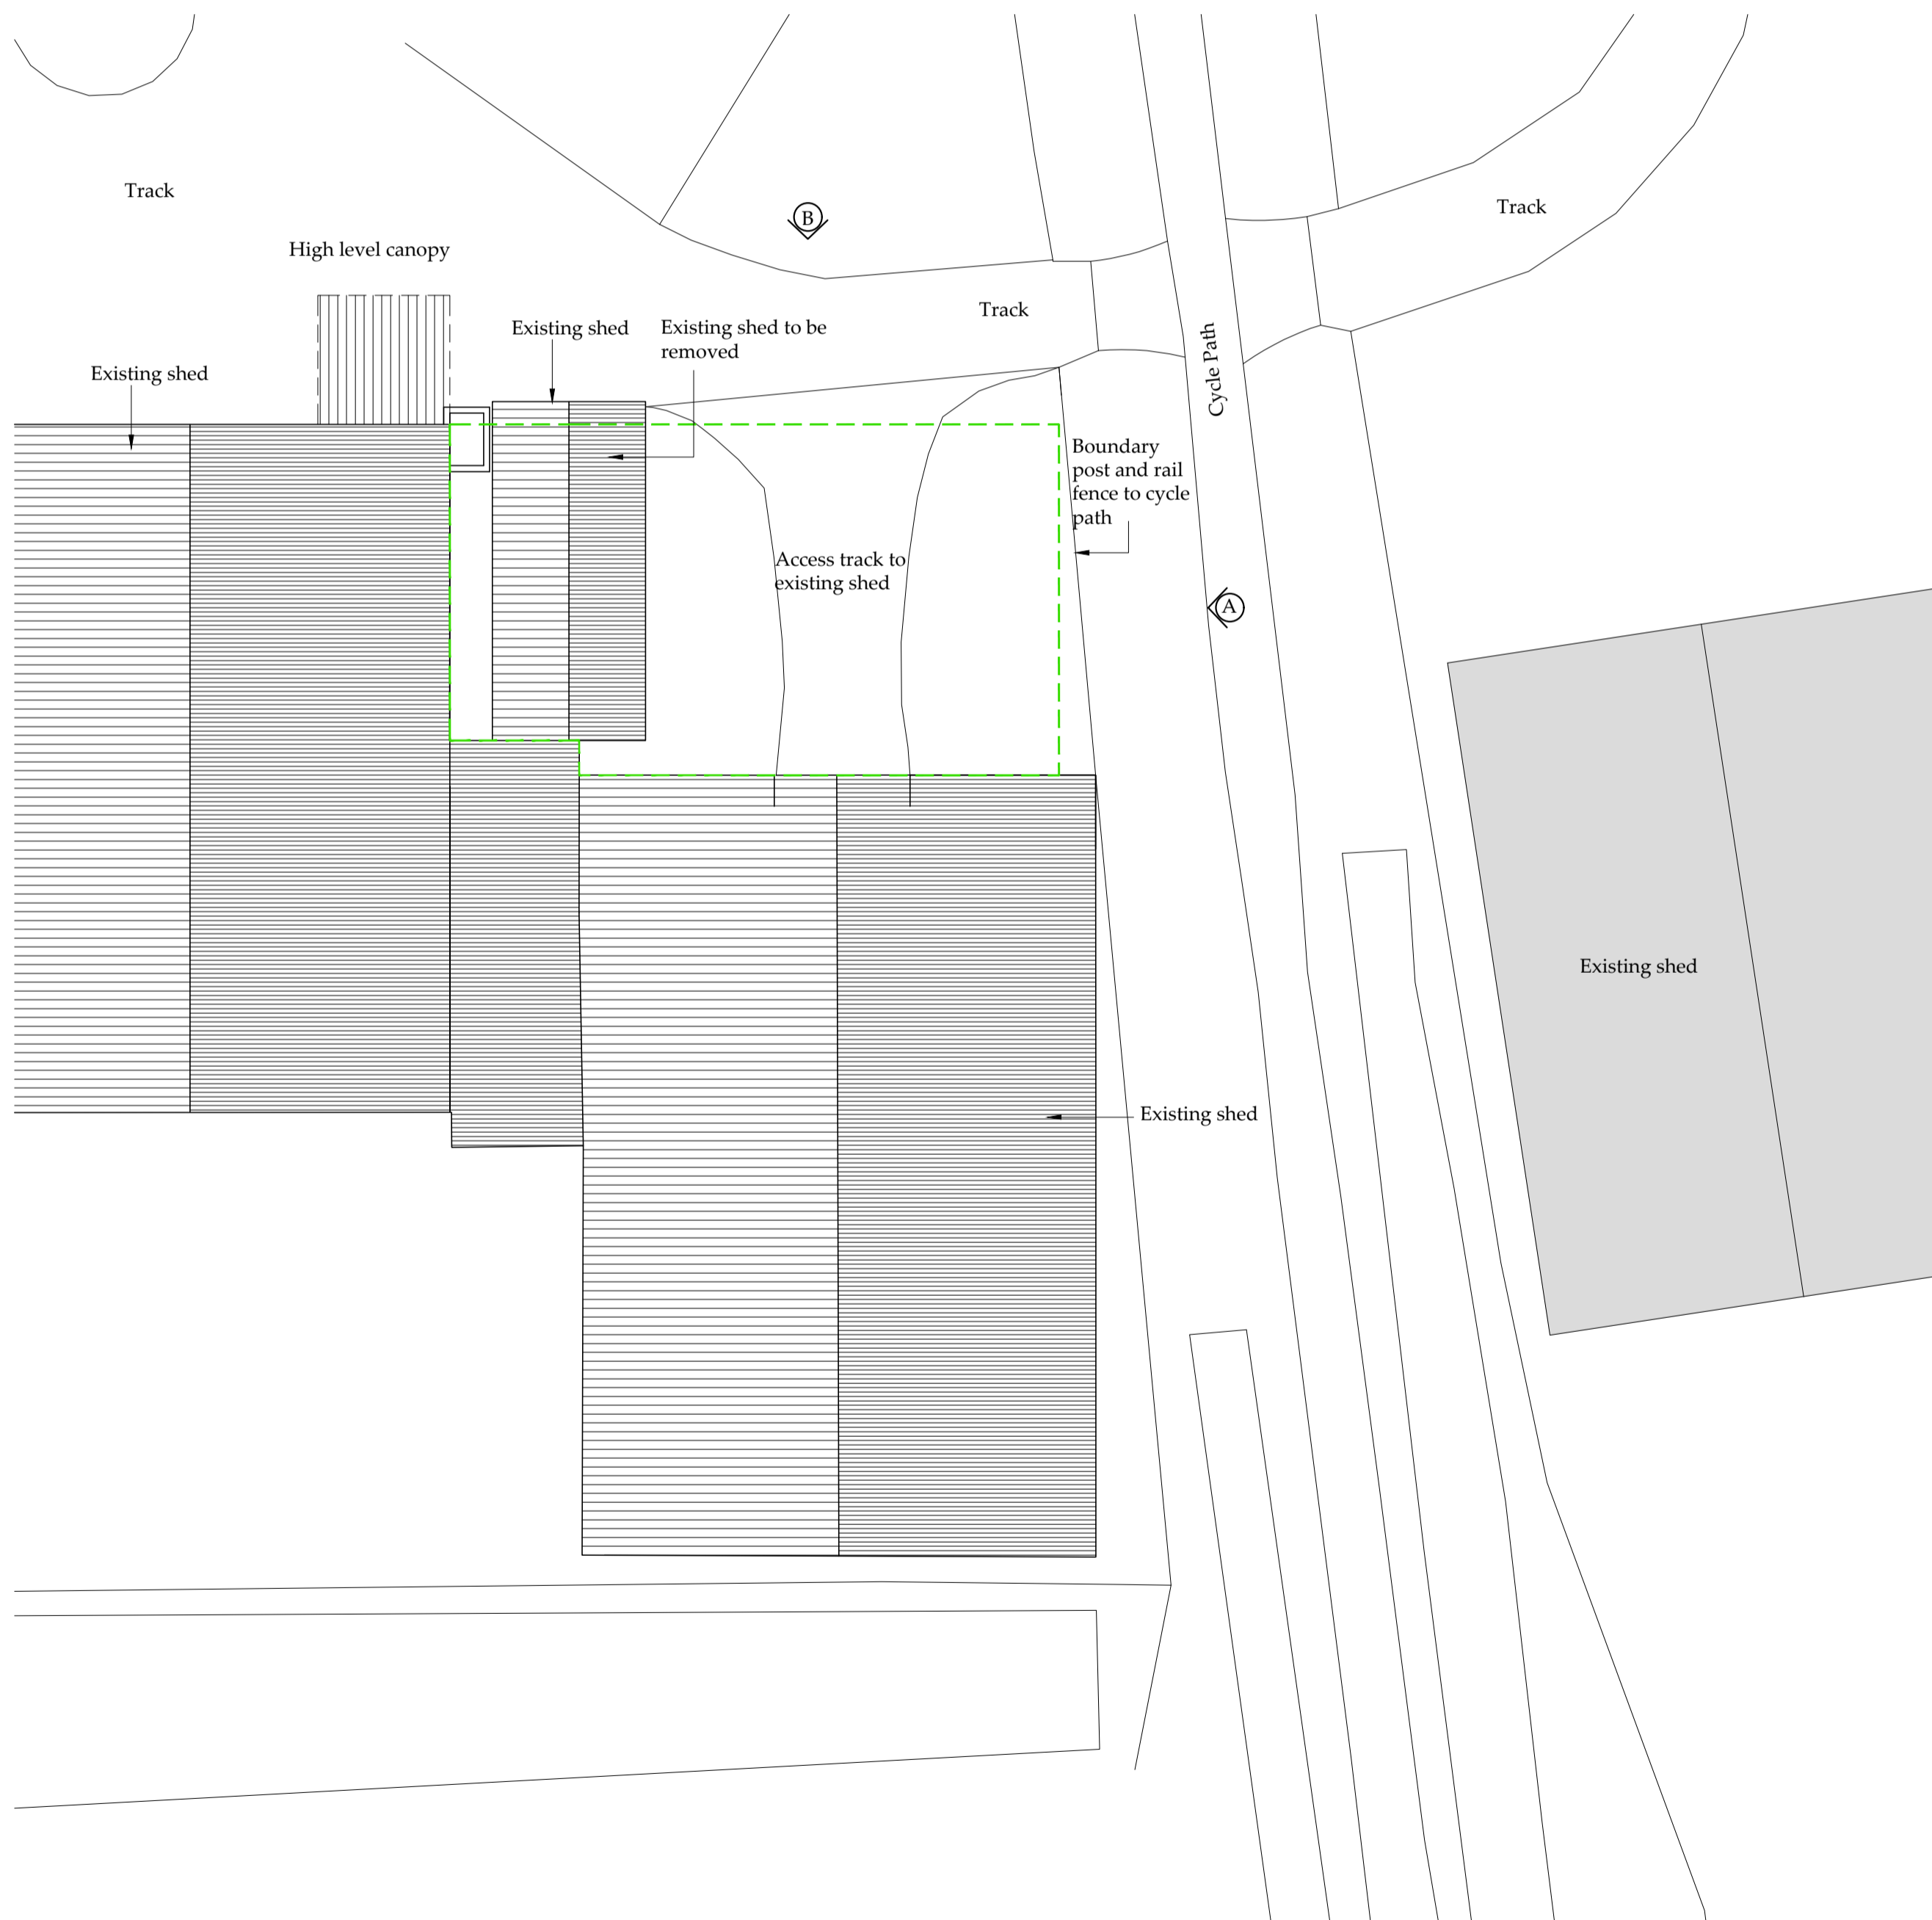 Track
B
Track
High level canopy
Track
Existing shed
Existing shed to be
removed
Cycle Path
Existing shed
Boundary
post and rail
fence to cycle
path
Access track to
existing shed
A
Existing shed
Existing shed